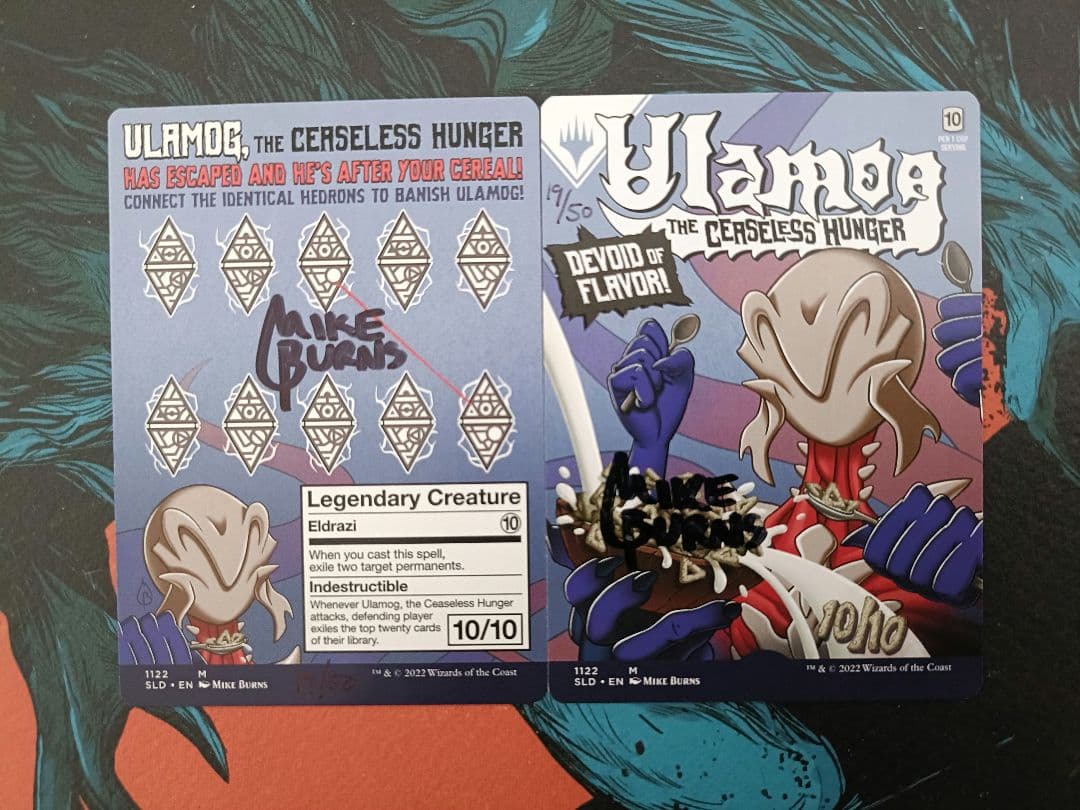 ULAMOG, THE CEASELESS HUNGER
HAS ESCAPED AND HE'S AFTER YOUR CEREAL!
CONNECT THE IDENTICAL HEDRONS TO BANISH ULAMOG!
MIKE
BURNS
Legendary Creature
Eldrazi 10
When you cast this spell,
exile two target permanents.
Indestructible
Whenever Ulamog, the Ceaseless Hunger
attacks, defending player
exiles the top twenty cards
of their library.
10/10
1122 M
SLD • EN MIKE BURNS
19/50
™ & © 2022 Wizards of the Coast
10
PER 1 CUP
SERVING
Ulamog
THE CEASELESS HUNGER
19/50
DEVOID OF
FLAVOR!
MIKE
BURNS
10/10
1122 M
SLD • EN MIKE BURNS
™ & © 2022 Wizards of the Coast